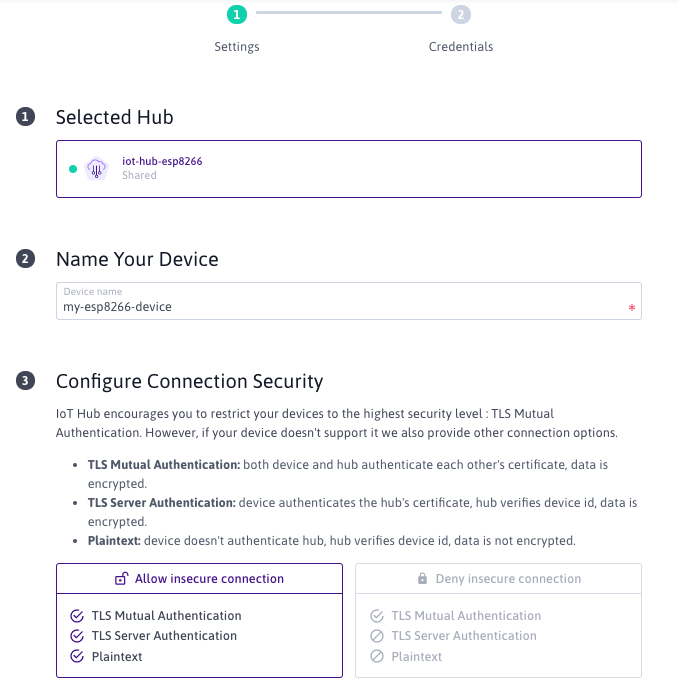 1
2
Settings
Credentials
1
Selected Hub
iot-hub-esp8266
Shared
2
Name Your Device
Device name
my-esp8266-device
*
3
Configure Connection Security
IoT Hub encourages you to restrict your devices to the highest security level : TLS Mutual
Authentication. However, if your device doesn't support it we also provide other connection options.
• TLS Mutual Authentication: both device and hub authenticate each other's certificate, data is
encrypted.
• TLS Server Authentication: device authenticates the hub's certificate, hub verifies device id, data is
encrypted.
• Plaintext: device doesn't authenticate hub, hub verifies device id, data is not encrypted.
Allow insecure connection
TLS Mutual Authentication
TLS Server Authentication
Plaintext
Deny insecure connection
TLS Mutual Authentication
TLS Server Authentication
Plaintext